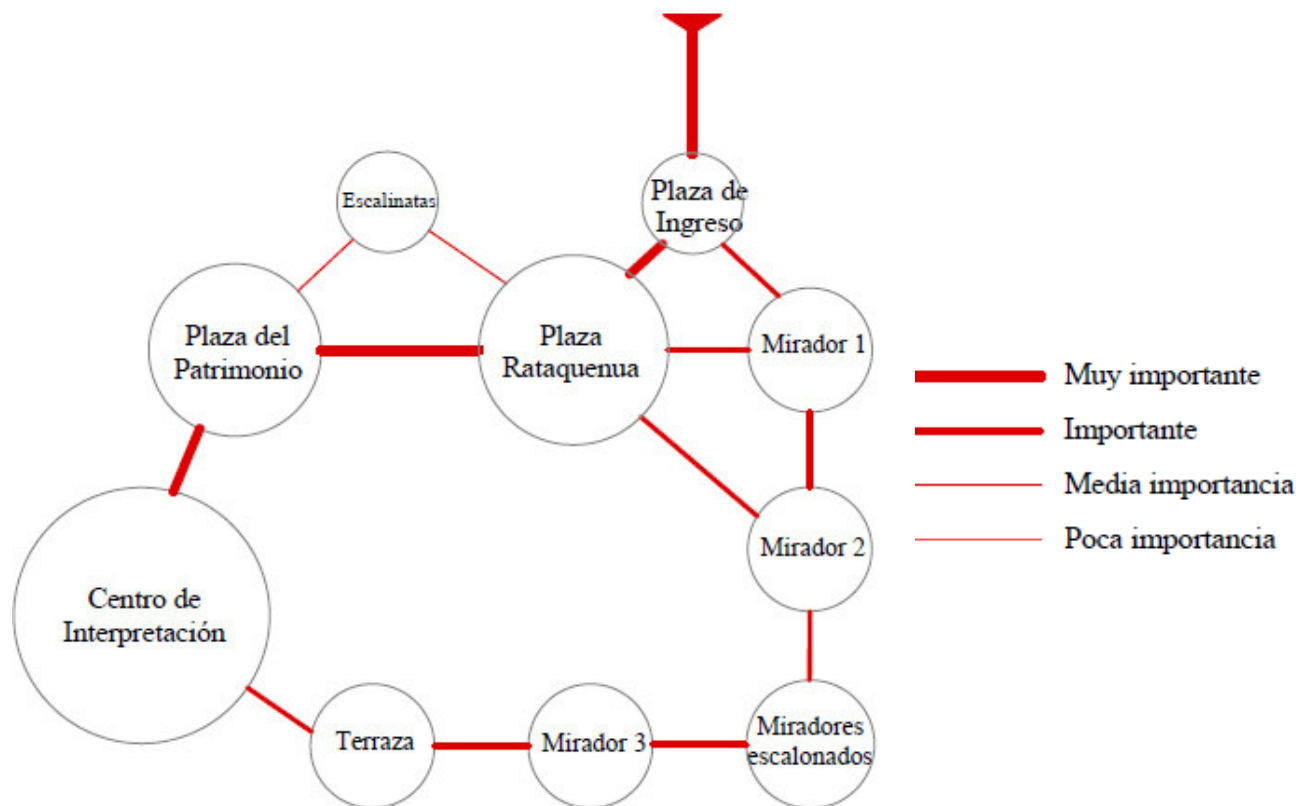 Escalinatas
Plaza de
Ingreso
Plaza del
Patrimonio
Plaza
Rataquenua
Mirador 1
Mirador 2
Centro de
Interpretación
Terraza
Mirador 3
Miradores
escalonados
Muy importante
Importante
Media importancia
Poca importancia